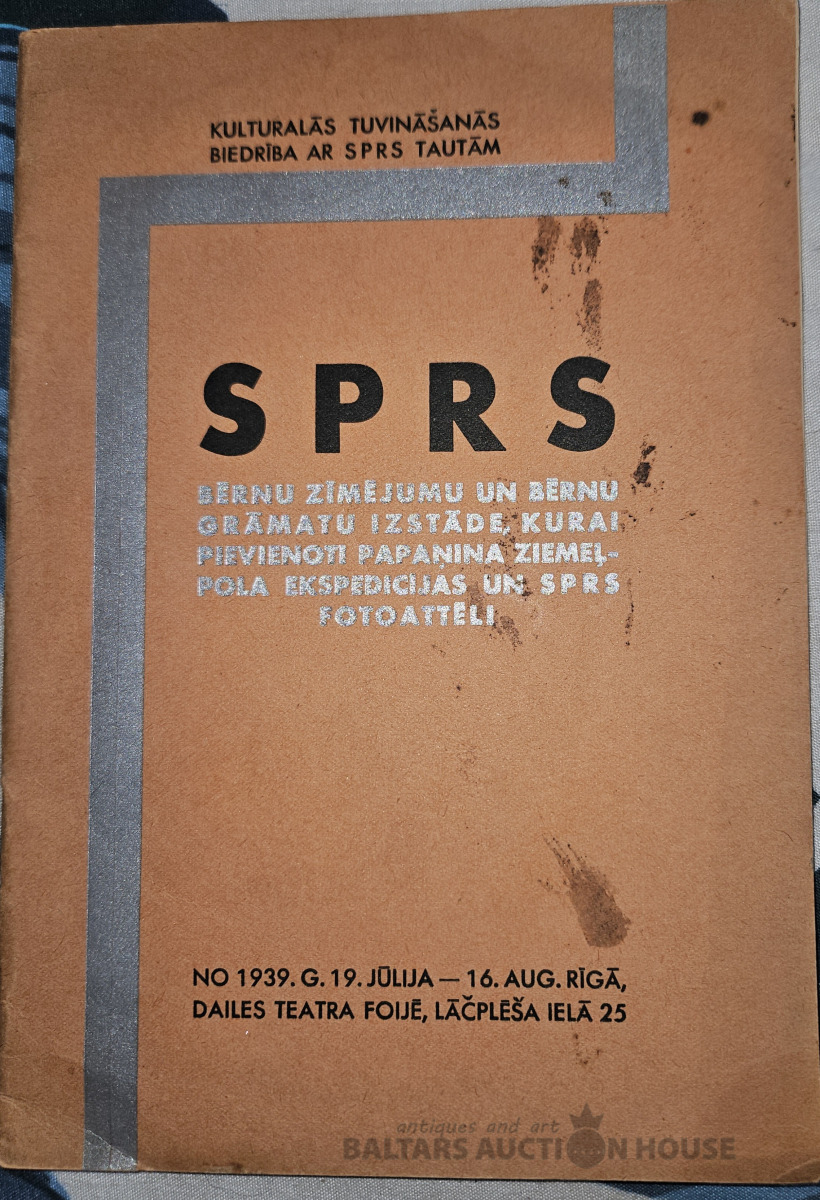 KULTURALĀS TUVINĀŠANĀS
BIEDRĪBA AR SPRS TAUTĀM
SPRS
BĒRNU ZĪMĒJUMU UN BĒRNU
GRĀMATU IZSTĀDE, KURAI
PIEVIENOTI PAPAŅINA ZIEMEĻ-
POLA EKSPEDICIJAS UN SPRS
FOTOATTĒLI
NO 1939. G. 19. JŪLIJA — 16. AUG. RĪGĀ,
DAILES TEATRA FOIJĒ, LĀČPLĒŠA IELĀ 25
antiques and art
BALTARS AUCTION HOUSE